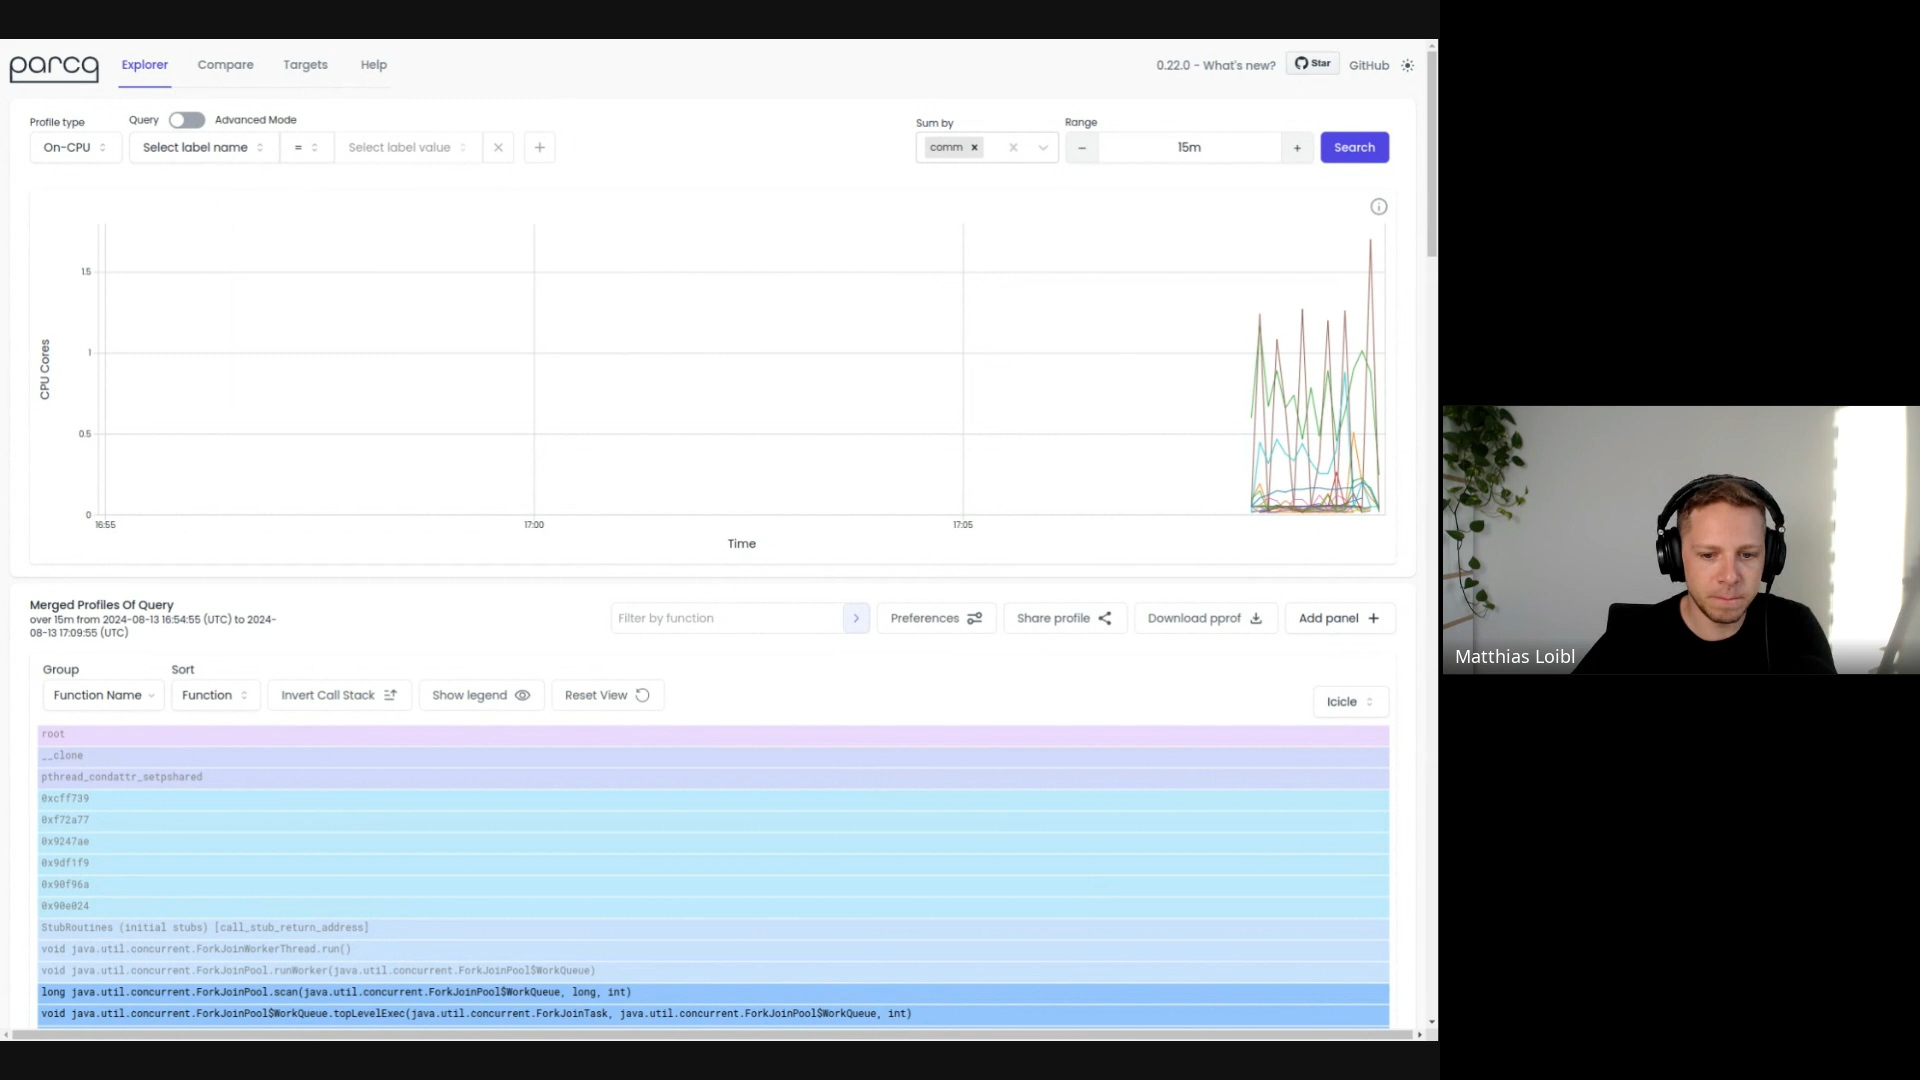 parca
Explorer
Compare
Targets
Help
0.22.0 - What's new?
Star
GitHub
Profile type
Query
Advanced Mode
Sum by
Range
On-CPU
Select label name
=
Select label value
comm
15m
Search
CPU Cores
1.5
1
0.5
0
16:55
17:00
17:05
Time
Merged Profiles Of Query
over 15m from 2024-08-13 16:54:55 (UTC) to 2024-
08-13 17:09:55 (UTC)
Filter by function
Preferences
Share profile
Download pprof
Add panel
Group
Sort
Function Name
Function
Invert Call Stack
Show legend
Reset View
Icicle
root
__clone
pthread_condattr_setpshared
0xcff739
0xf72a77
0x9247ae
0x9df1f9
0x90f96a
0x90e024
StubRoutines (initial stubs) [call_stub_return_address]
void java.util.concurrent.ForkJoinWorkerThread.run()
void java.util.concurrent.ForkJoinPool.runWorker(java.util.concurrent.ForkJoinPool$WorkQueue)
long java.util.concurrent.ForkJoinPool.scan(java.util.concurrent.ForkJoinPool$WorkQueue, long, int)
void java.util.concurrent.ForkJoinPool$WorkQueue.topLevelExec(java.util.concurrent.ForkJoinTask, java.util.concurrent.ForkJoinPool$WorkQueue, int)
Matthias Loibl